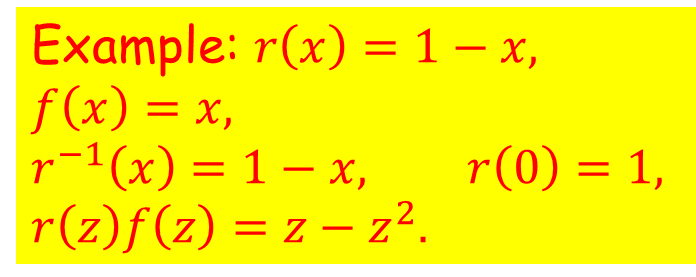 Example: r(x) = 1 − x,
f(x) = x,
r⁻¹(x) = 1 − x, r(0) = 1,
r(z)f(z) = z − z².